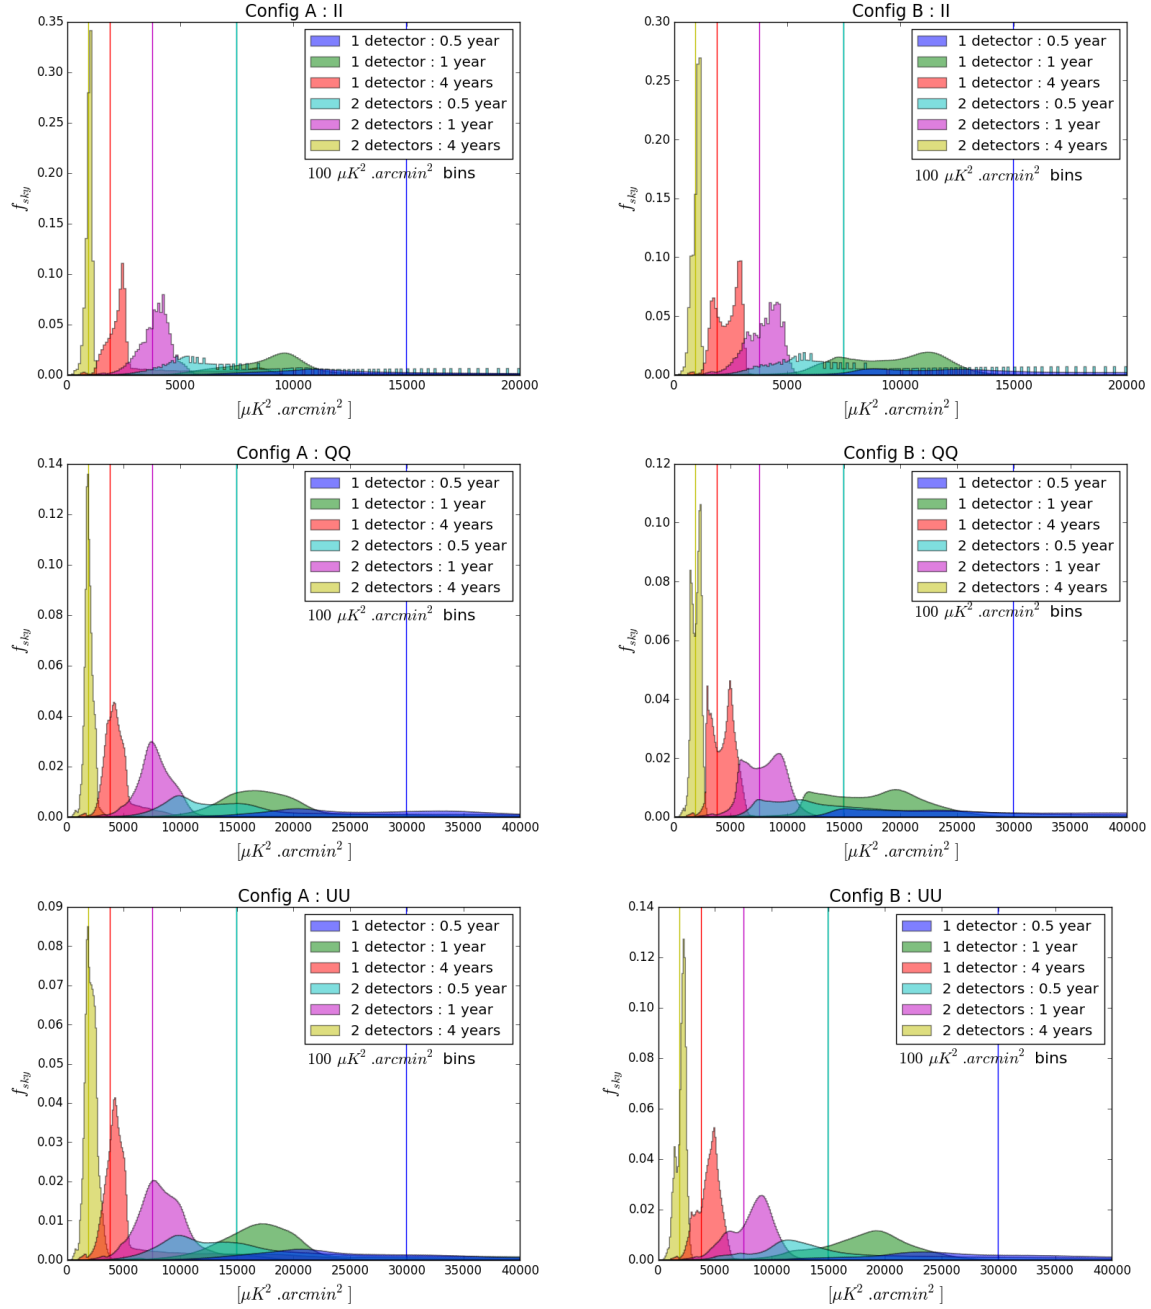 Config A : II
0.35
0.30
0.25
0.20
0.15
0.10
0.05
0.00
f_sky
1 detector : 0.5 year
1 detector : 1 year
1 detector : 4 years
2 detectors : 0.5 year
2 detectors : 1 year
2 detectors : 4 years
100 μK² .arcmin² bins
0 5000 10000 15000 20000
[μK² .arcmin² ]
Config B : II
0.30
0.25
0.20
0.15
0.10
0.05
0.00
f_sky
1 detector : 0.5 year
1 detector : 1 year
1 detector : 4 years
2 detectors : 0.5 year
2 detectors : 1 year
2 detectors : 4 years
100 μK² .arcmin² bins
0 5000 10000 15000 20000
[μK² .arcmin² ]
Config A : QQ
0.14
0.12
0.10
0.08
0.06
0.04
0.02
0.00
f_sky
1 detector : 0.5 year
1 detector : 1 year
1 detector : 4 years
2 detectors : 0.5 year
2 detectors : 1 year
2 detectors : 4 years
100 μK² .arcmin² bins
0 5000 10000 15000 20000 25000 30000 35000 40000
[μK² .arcmin² ]
Config B : QQ
0.12
0.10
0.08
0.06
0.04
0.02
0.00
f_sky
1 detector : 0.5 year
1 detector : 1 year
1 detector : 4 years
2 detectors : 0.5 year
2 detectors : 1 year
2 detectors : 4 years
100 μK² .arcmin² bins
0 5000 10000 15000 20000 25000 30000 35000 40000
[μK² .arcmin² ]
Config A : UU
0.09
0.08
0.07
0.06
0.05
0.04
0.03
0.02
0.01
0.00
f_sky
1 detector : 0.5 year
1 detector : 1 year
1 detector : 4 years
2 detectors : 0.5 year
2 detectors : 1 year
2 detectors : 4 years
100 μK² .arcmin² bins
0 5000 10000 15000 20000 25000 30000 35000 40000
[μK² .arcmin² ]
Config B : UU
0.14
0.12
0.10
0.08
0.06
0.04
0.02
0.00
f_sky
1 detector : 0.5 year
1 detector : 1 year
1 detector : 4 years
2 detectors : 0.5 year
2 detectors : 1 year
2 detectors : 4 years
100 μK² .arcmin² bins
0 5000 10000 15000 20000 25000 30000 35000 40000
[μK² .arcmin² ]